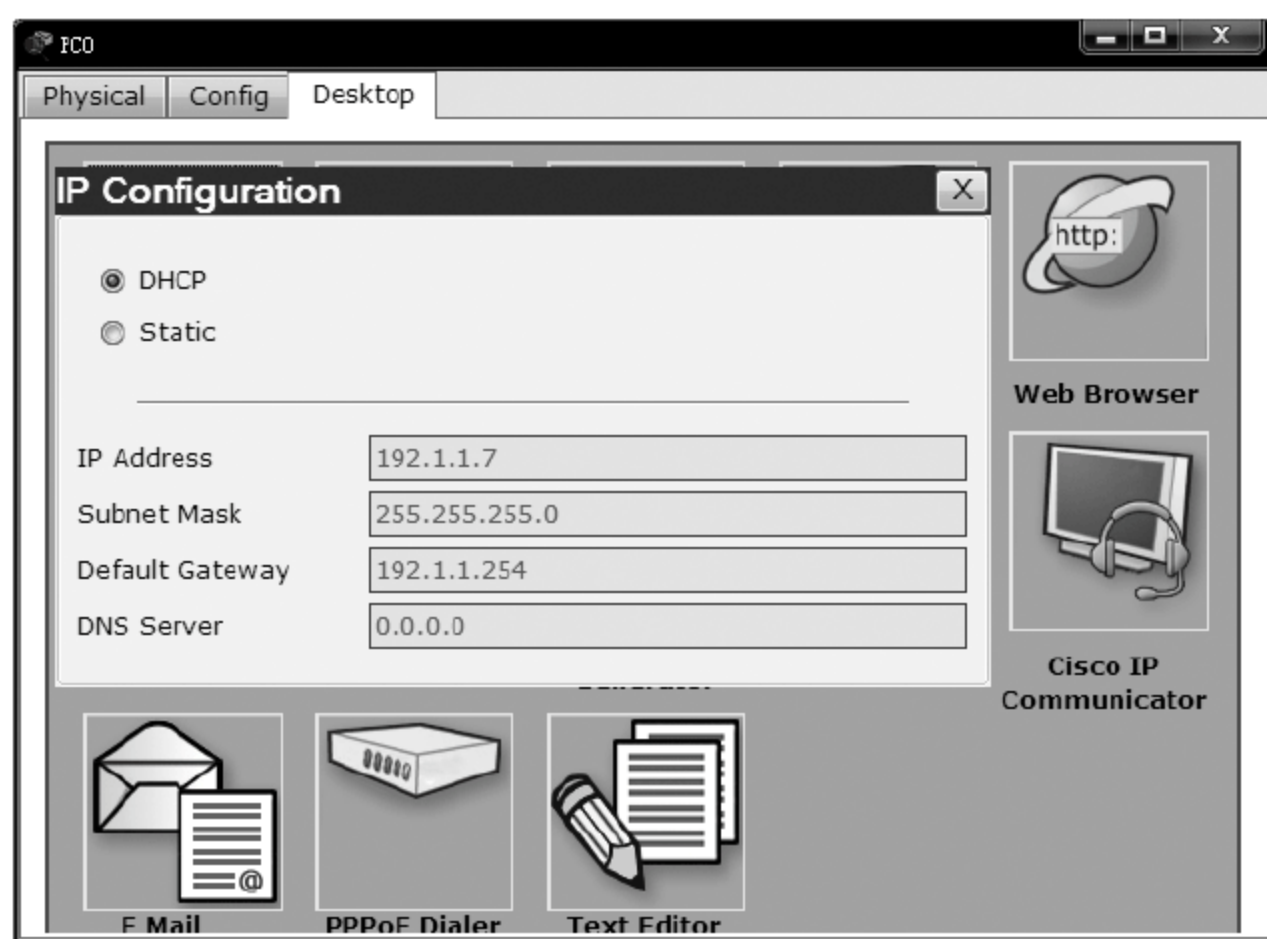 PC0
Physical Config Desktop
IP Configuration X
http:
DHCP
Static
Web Browser
IP Address 192.1.1.7
Subnet Mask 255.255.255.0
Default Gateway 192.1.1.254
DNS Server 0.0.0.0
Cisco IP
Communicator
@
E Mail PPPoE Dialer Text Editor